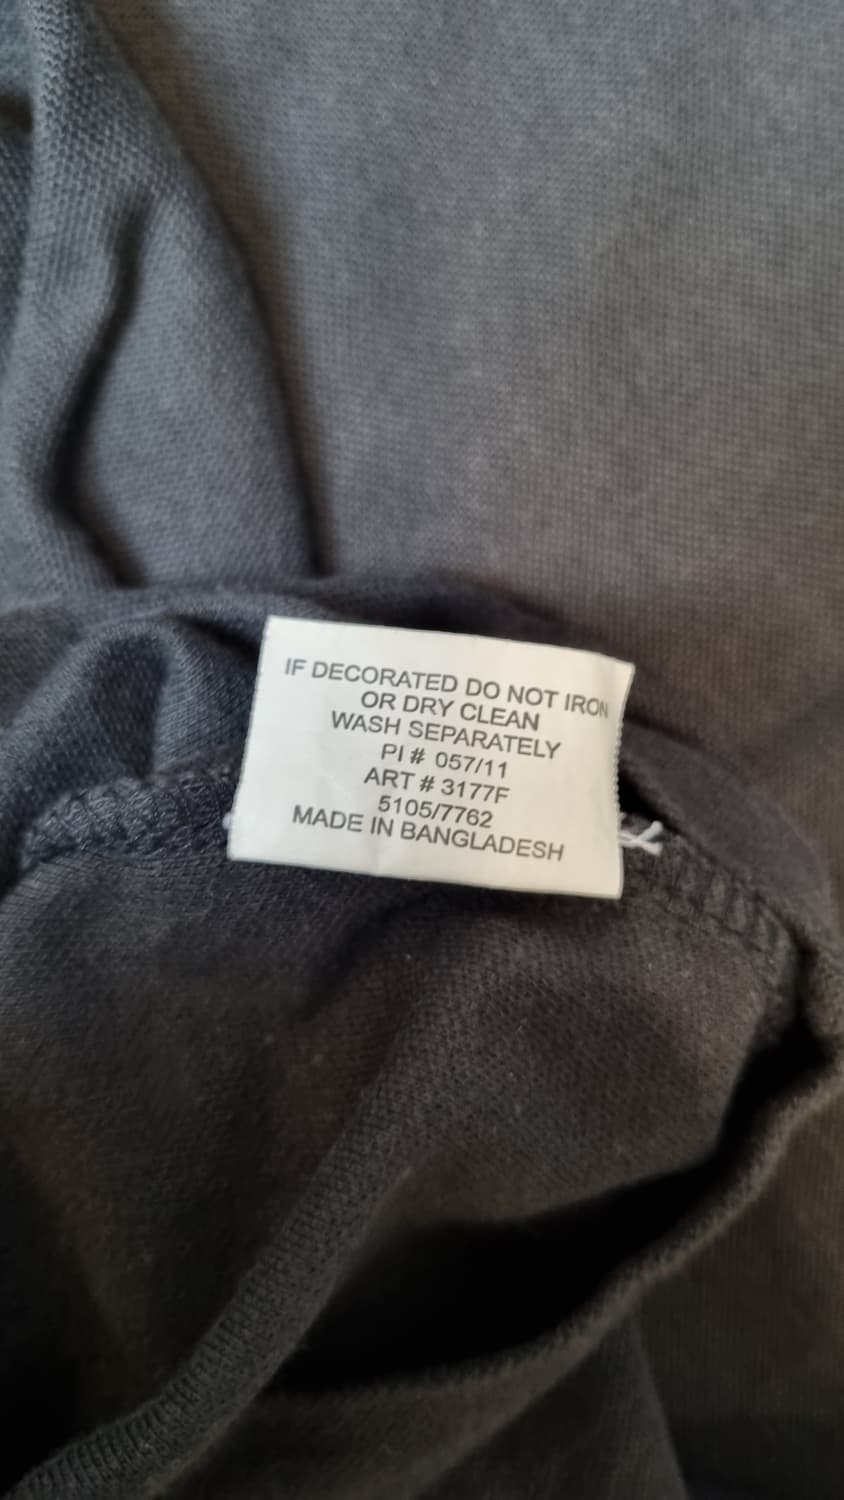 IF DECORATED DO NOT IRON
OR DRY CLEAN
WASH SEPARATELY
PI # 057/11
ART # 3177F
5105/7762
MADE IN BANGLADESH